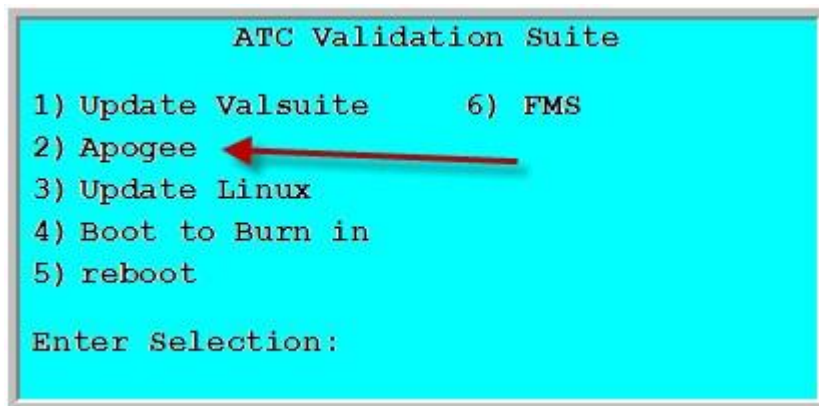 ATC Validation Suite
1) Update Valsuite 6) FMS
2) Apogee
3) Update Linux
4) Boot to Burn in
5) reboot
Enter Selection: